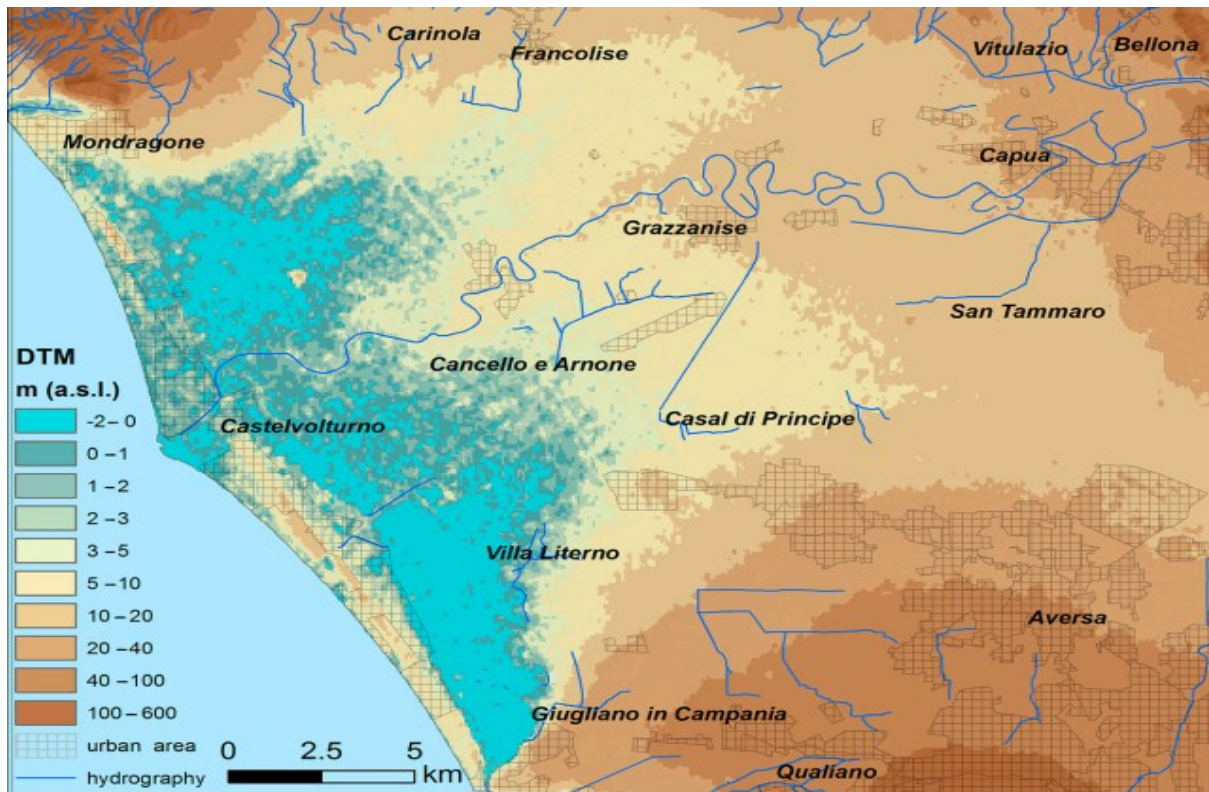 Carinola
Francolise
Vitulazio
Bellona
Mondragone
Capua
Grazzanise
San Tammaro
Cancello e Arnone
Castelvolturno
Casal di Principe
Villa Literno
Aversa
Giugliano in Campania
Qualiano
DTM
m (a.s.l.)
-2 – 0
0 – 1
1 – 2
2 – 3
3 – 5
5 – 10
10 – 20
20 – 40
40 – 100
100 – 600
urban area
hydrography
0 2.5 5
km